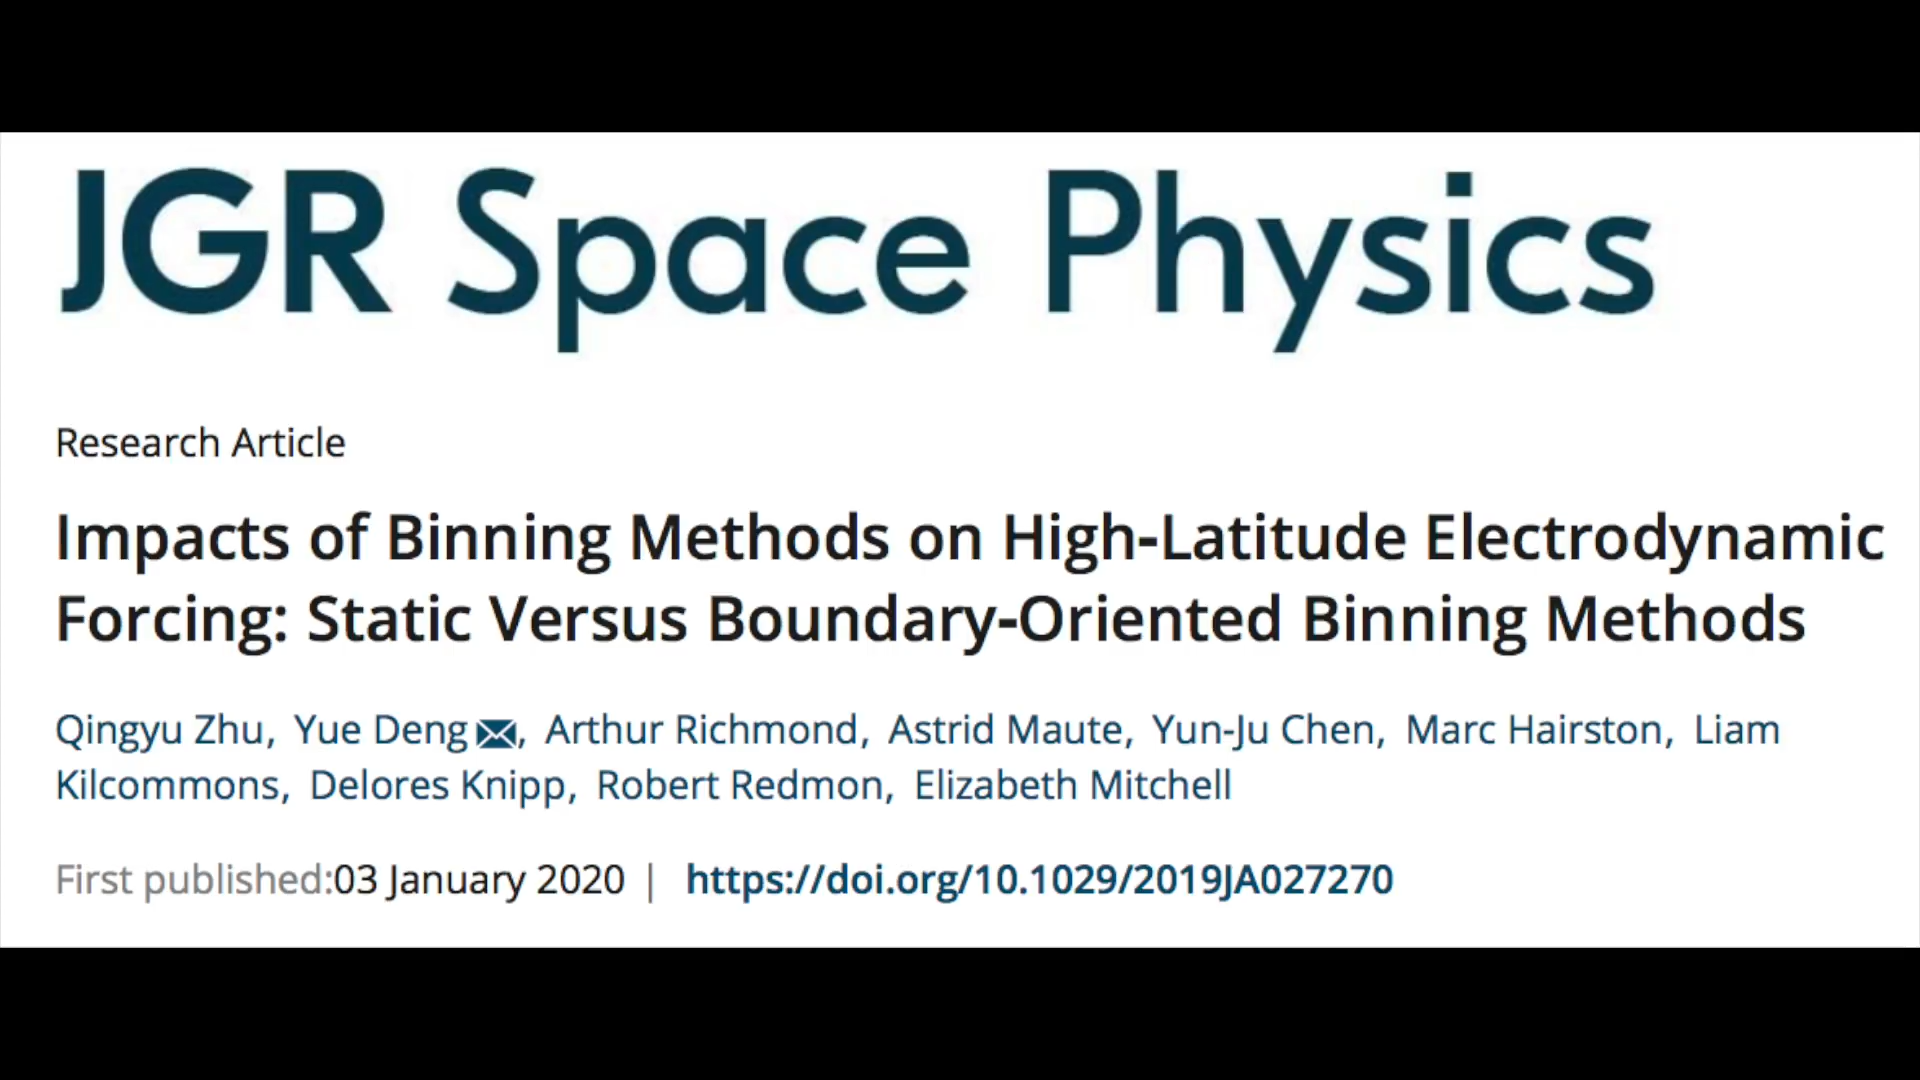 JGR Space Physics
Research Article
Impacts of Binning Methods on High-Latitude Electrodynamic
Forcing: Static Versus Boundary-Oriented Binning Methods
Qingyu Zhu, Yue Deng, Arthur Richmond, Astrid Maute, Yun-Ju Chen, Marc Hairston, Liam
Kilcommons, Delores Knipp, Robert Redmon, Elizabeth Mitchell
First published:03 January 2020 | https://doi.org/10.1029/2019JA027270